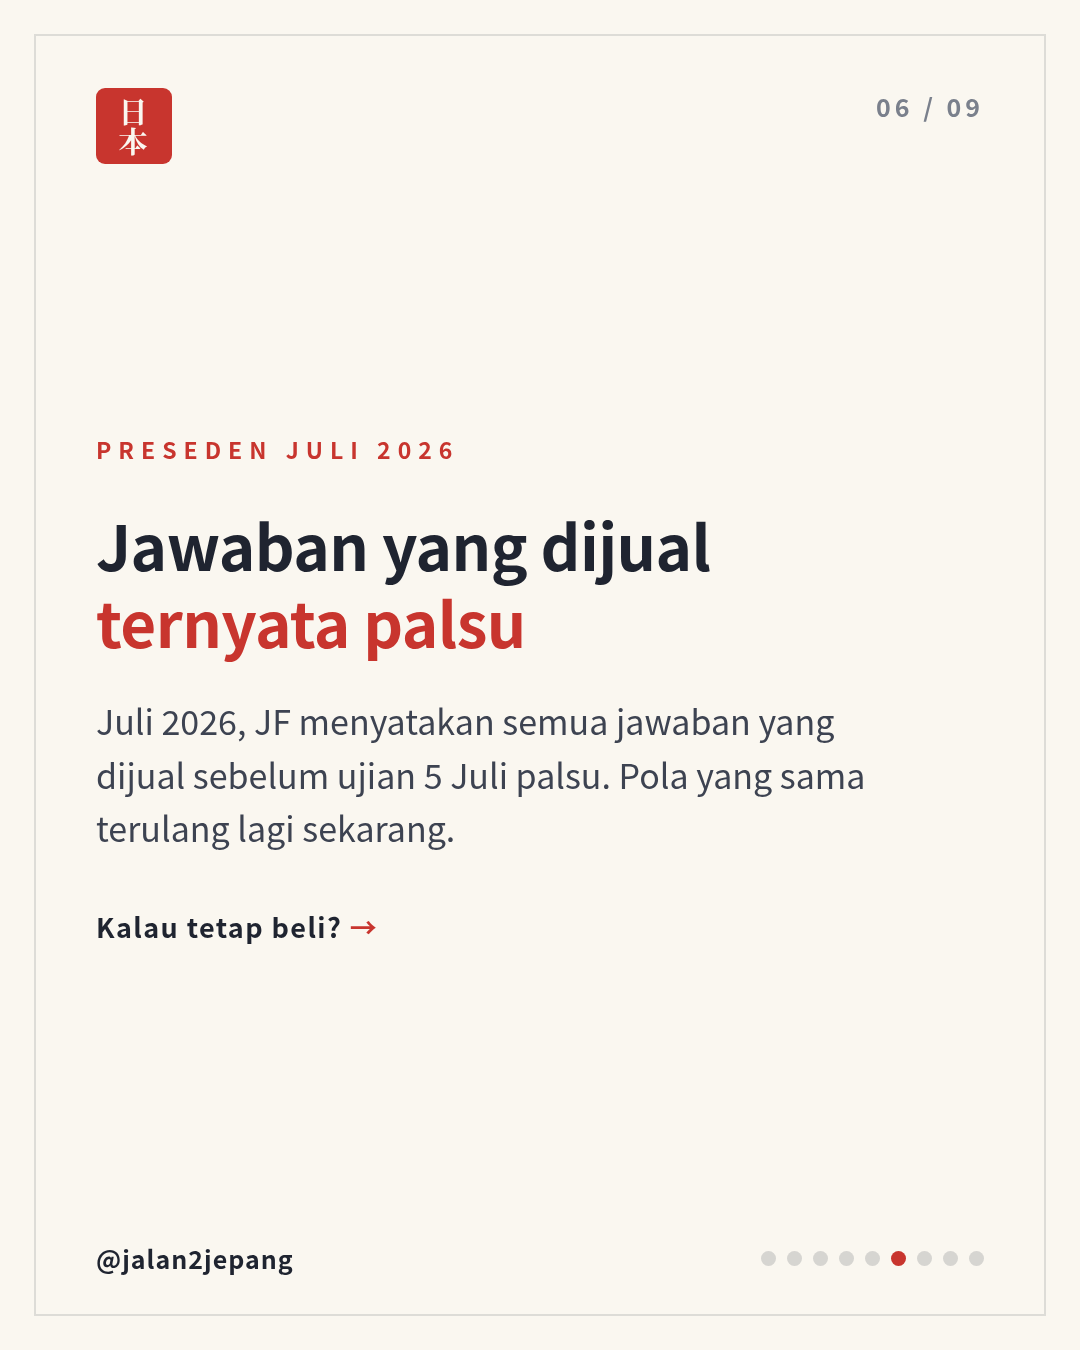 日本
06 / 09
PRESEDEN JULI 2026
Jawaban yang dijual
ternyata palsu
Juli 2026, JF menyatakan semua jawaban yang
dijual sebelum ujian 5 Juli palsu. Pola yang sama
terulang lagi sekarang.
Kalau tetap beli? →
@jalan2jepang